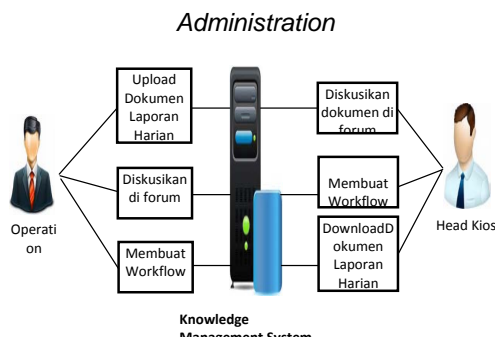 Administration
Upload
Dokumen
Laporan
Harian
Diskusikan
di forum
Membuat
Workflow
Operati
on
Diskusikan
dokumen di
forum
Membuat
Workflow
DownloadD
okumen
Laporan
Harian
Head Kios
Knowledge
Management System